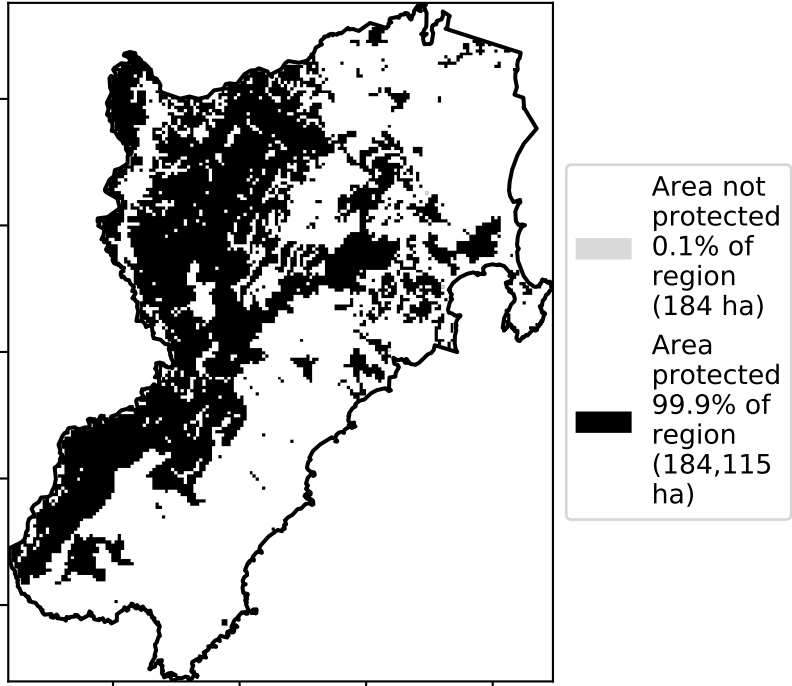 Area not
protected
0.1% of
region
(184 ha)
Area
protected
99.9% of
region
(184,115
ha)